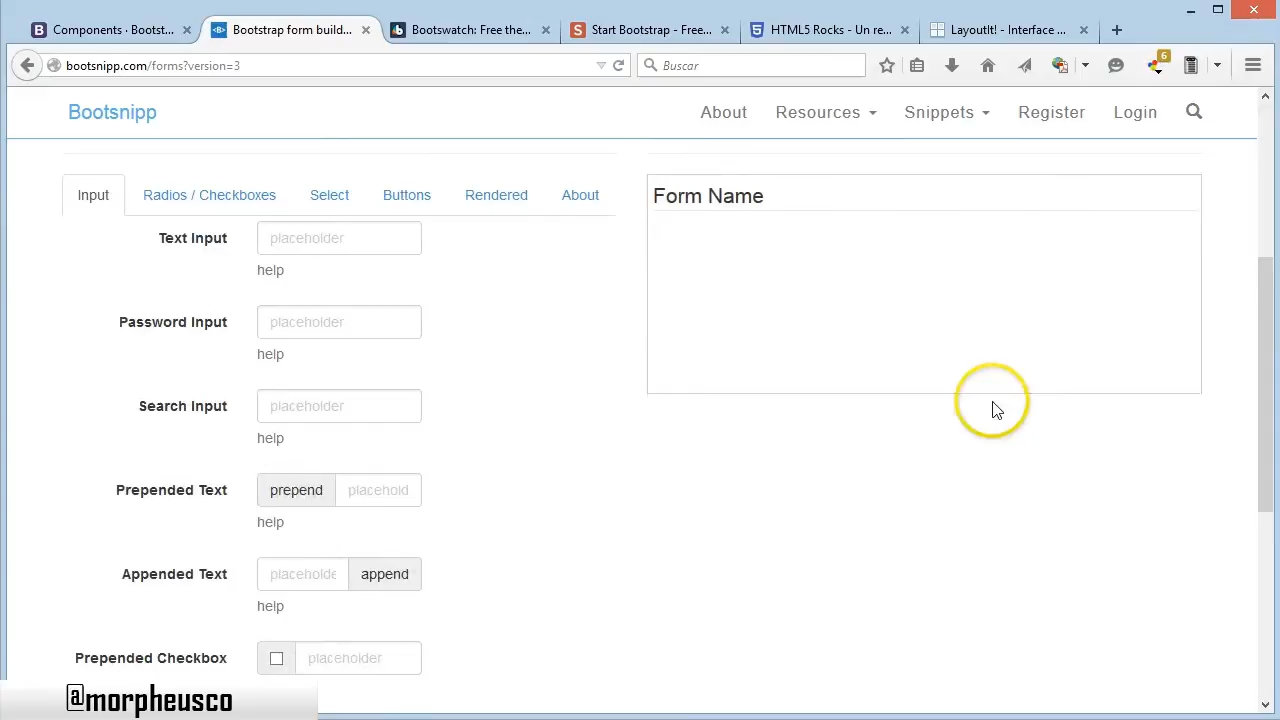 Components · Bootst...
Bootstrap form build...
Bootswatch: Free the...
Start Bootstrap - Free...
HTML5 Rocks - Un re...
LayoutIt! - Interface ...
bootsnipp.com/forms?version=3
Buscar
6
Bootsnipp
About
Resources
Snippets
Register
Login
Input
Radios / Checkboxes
Select
Buttons
Rendered
About
Form Name
Text Input
placeholder
help
Password Input
placeholder
help
Search Input
placeholder
help
Prepended Text
prepend
placehold
help
Appended Text
placeholde
append
help
Prepended Checkbox
placeholder
@morpheusco